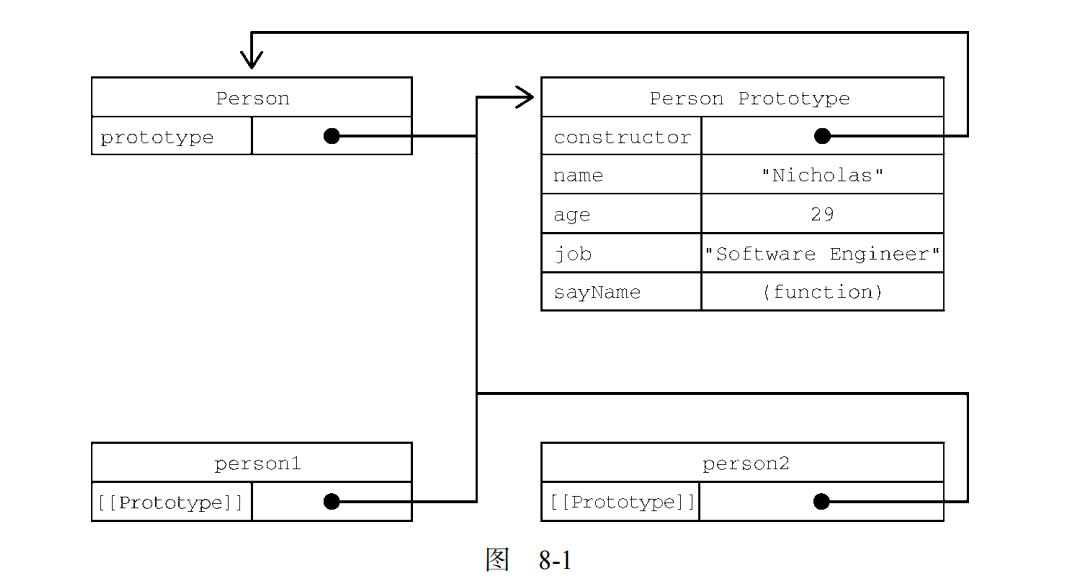 Person
prototype
Person Prototype
constructor
name "Nicholas"
age 29
job "Software Engineer"
sayName (function)
person1
[[Prototype]]
person2
[[Prototype]]
图 8-1